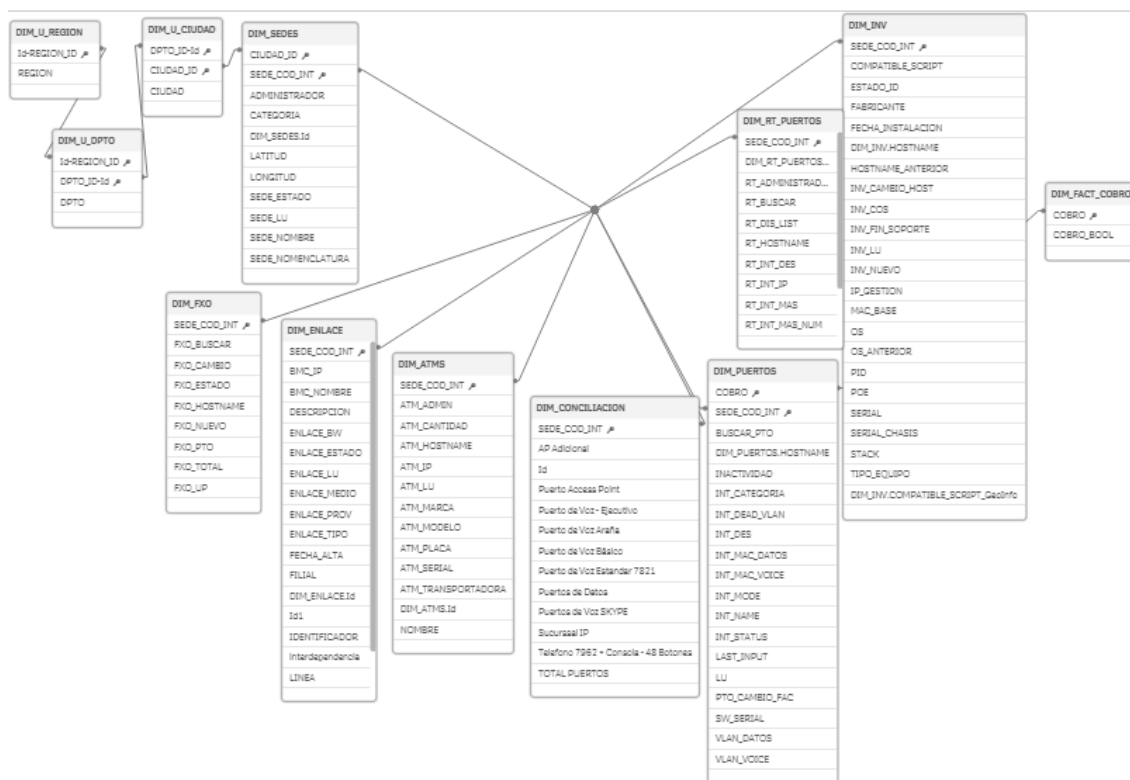 DIM_U_REGION
Id-REGION_ID
REGION
DIM_U_CIUDAD
DPTO_ID-Id
CIUDAD_ID
CIUDAD
DIM_U_DPTO
Id-REGION_ID
DPTO_ID-Id
DPTO
DIM_SEDES
CIUDAD_ID
SEDE_COD_INT
ADMINISTRADOR
CATEGORIA
DIM_SEDES.Id
LATITUD
LONGITUD
SEDE_ESTADO
SEDE_LU
SEDE_NOMBRE
SEDE_NOMENCLATURA
DIM_FXO
SEDE_COD_INT
FXO_BUSCAR
FXO_CAMBIO
FXO_ESTADO
FXO_HOSTNAME
FXO_NUEVO
FXO_PTO
FXO_TOTAL
FXO_UP
DIM_ENLACE
SEDE_COD_INT
BMC_IP
BMC_NOMBRE
DESCRIPCION
ENLACE_BW
ENLACE_ESTADO
ENLACE_LU
ENLACE_MEDIO
ENLACE_PROV
ENLACE_TIPO
FECHA_ALTA
FILIAL
DIM_ENLACE.Id
Id1
IDENTIFICADOR
Interdependencia
LINEA
DIM_ATMS
SEDE_COD_INT
ATM_ADMIN
ATM_CANTIDAD
ATM_HOSTNAME
ATM_IP
ATM_LU
ATM_MARCA
ATM_MODELO
ATM_PLACA
ATM_SERIAL
ATM_TRANSPORTADORA
DIM_ATMS.Id
NOMBRE
DIM_CONCILIACION
SEDE_COD_INT
AP Adicional
Id
Puerto Access Point
Puerto de Voz - Ejecutivo
Puerto de Voz Araña
Puerto de Voz Básico
Puerto de Voz Estander 7821
Puertos de Datos
Puertos de Voz SKYPE
Sucursal IP
Telefono 7962 + Consola - 48 Botones
TOTAL PUERTOS
DIM_RT_PUERTOS
SEDE_COD_INT
DIM_RT_PUERTOS...
RT_ADMINISTRAD...
RT_BUSCAR
RT_DIS_LIST
RT_HOSTNAME
RT_INT_DES
RT_INT_IP
RT_INT_MAS
RT_INT_MAS_NUM
DIM_PUERTOS
COBRO
SEDE_COD_INT
BUSCAR_PTO
DIM_PUERTOS.HOSTNAME
INACTIVIDAD
INT_CATEGORIA
INT_DEAD_VLAN
INT_DES
INT_MAC_DATOS
INT_MAC_VOICE
INT_MODE
INT_NAME
INT_STATUS
LAST_INPUT
LU
PTO_CAMBIO_FAC
SW_SERIAL
VLAN_DATOS
VLAN_VOICE
DIM_INV
SEDE_COD_INT
COMPATIBLE_SCRIPT
ESTADO_ID
FABRICANTE
FECHA_INSTALACION
DIM_INV.HOSTNAME
HOSTNAME_ANTERIOR
INV_CAMBIO_HOST
INV_COS
INV_FIN_SOPORTE
INV_LU
INV_NUEVO
IP_GESTION
MAC_BASE
OS
OS_ANTERIOR
PID
POE
SERIAL
SERIAL_CHASIS
STACK
TIPO_EQUIPO
DIM_INV.COMPATIBLE_SCRIPT_GeoInfo
DIM_FACT_COBRO
COBRO
COBRO_BOOL